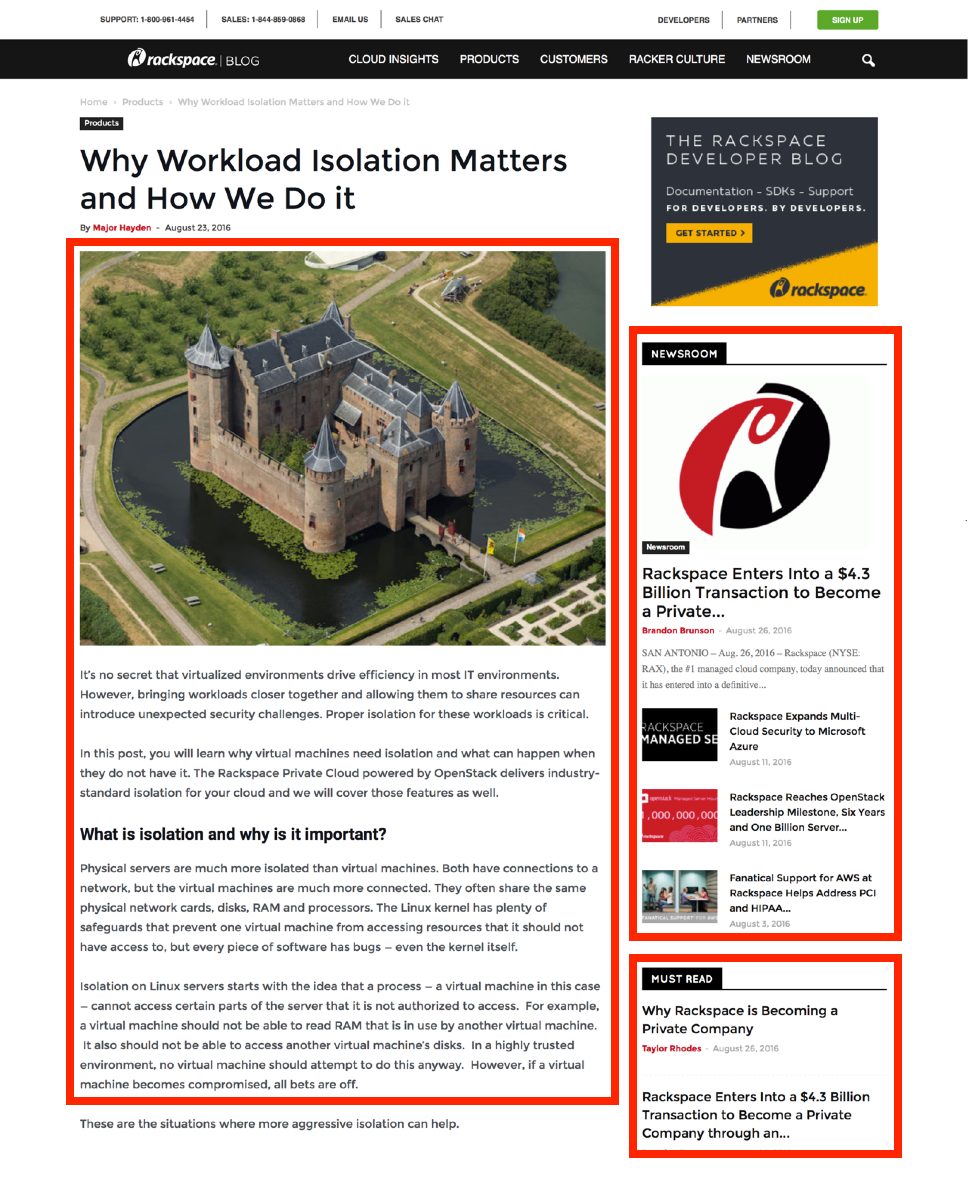 SUPPORT: 1-800-961-4454
SALES: 1-844-859-0868
EMAIL US
SALES CHAT
DEVELOPERS
PARTNERS
SIGN UP
rackspace. | BLOG
CLOUD INSIGHTS
PRODUCTS
CUSTOMERS
RACKER CULTURE
NEWSROOM
Home › Products › Why Workload Isolation Matters and How We Do it
Products
Why Workload Isolation Matters
and How We Do it
By Major Hayden - August 23, 2016
It's no secret that virtualized environments drive efficiency in most IT environments.
However, bringing workloads closer together and allowing them to share resources can
introduce unexpected security challenges. Proper isolation for these workloads is critical.
In this post, you will learn why virtual machines need isolation and what can happen when
they do not have it. The Rackspace Private Cloud powered by OpenStack delivers industry-
standard isolation for your cloud and we will cover those features as well.
What is isolation and why is it important?
Physical servers are much more isolated than virtual machines. Both have connections to a
network, but the virtual machines are much more connected. They often share the same
physical network cards, disks, RAM and processors. The Linux kernel has plenty of
safeguards that prevent one virtual machine from accessing resources that it should not
have access to, but every piece of software has bugs – even the kernel itself.
Isolation on Linux servers starts with the idea that a process – a virtual machine in this case
– cannot access certain parts of the server that it is not authorized to access.  For example,
a virtual machine should not be able to read RAM that is in use by another virtual machine.
It also should not be able to access another virtual machine's disks.  In a highly trusted
environment, no virtual machine should attempt to do this anyway.  However, if a virtual
machine becomes compromised, all bets are off.
These are the situations where more aggressive isolation can help.
THE RACKSPACE
DEVELOPER BLOG
Documentation - SDKs - Support
FOR DEVELOPERS. BY DEVELOPERS.
GET STARTED >
rackspace.
NEWSROOM
Newsroom
Rackspace Enters Into a $4.3
Billion Transaction to Become
a Private...
Brandon Brunson - August 26, 2016
SAN ANTONIO – Aug. 26, 2016 – Rackspace (NYSE:
RAX), the #1 managed cloud company, today announced that
it has entered into a definitive...
RACKSPACE
MANAGED SE
Rackspace Expands Multi-
Cloud Security to Microsoft
Azure
August 11, 2016
openstack
1,000,000,000
rackspace
Rackspace Reaches OpenStack
Leadership Milestone, Six Years
and One Billion Server...
August 11, 2016
FANATICAL SUPPORT FOR AWS
Fanatical Support for AWS at
Rackspace Helps Address PCI
and HIPAA...
August 3, 2016
MUST READ
Why Rackspace is Becoming a
Private Company
Taylor Rhodes - August 26, 2016
Rackspace Enters Into a $4.3 Billion
Transaction to Become a Private
Company through an...